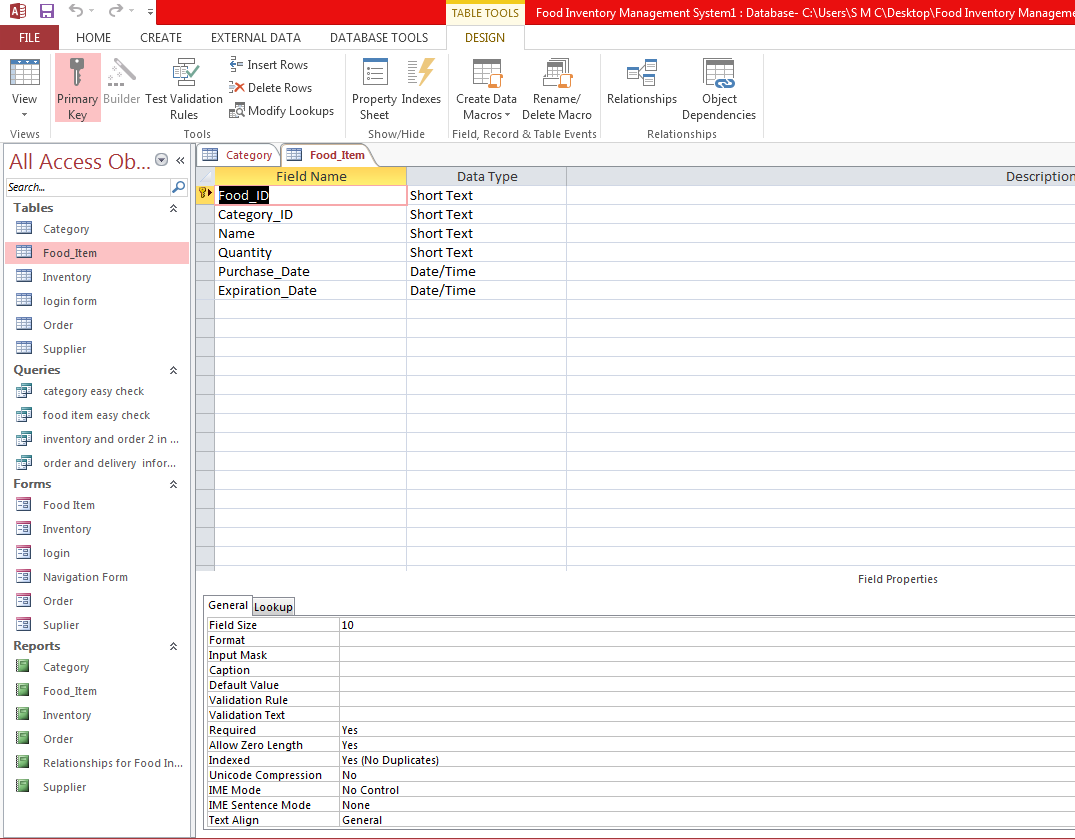 TABLE TOOLS
Food Inventory Management System1 : Database- C:\Users\S M C\Desktop\Food Inventory Manageme
FILE HOME CREATE EXTERNAL DATA DATABASE TOOLS DESIGN
View
Primary Key
Builder
Test Validation Rules
Insert Rows
Delete Rows
Modify Lookups
Property Sheet
Indexes
Create Data Macros
Rename/ Delete Macro
Relationships
Object Dependencies
Views Tools Show/Hide Field, Record & Table Events Relationships
All Access Ob...
Search...
Tables
Category
Food_Item
Inventory
login form
Order
Supplier
Queries
category easy check
food item easy check
inventory and order 2 in ...
order and delivery infor...
Forms
Food Item
Inventory
login
Navigation Form
Order
Suplier
Reports
Category
Food_Item
Inventory
Order
Relationships for Food In...
Supplier
Category Food_Item
Field Name Data Type Description
Food_ID Short Text
Category_ID Short Text
Name Short Text
Quantity Short Text
Purchase_Date Date/Time
Expiration_Date Date/Time
Field Properties
General Lookup
Field Size 10
Format
Input Mask
Caption
Default Value
Validation Rule
Validation Text
Required Yes
Allow Zero Length Yes
Indexed Yes (No Duplicates)
Unicode Compression No
IME Mode No Control
IME Sentence Mode None
Text Align General